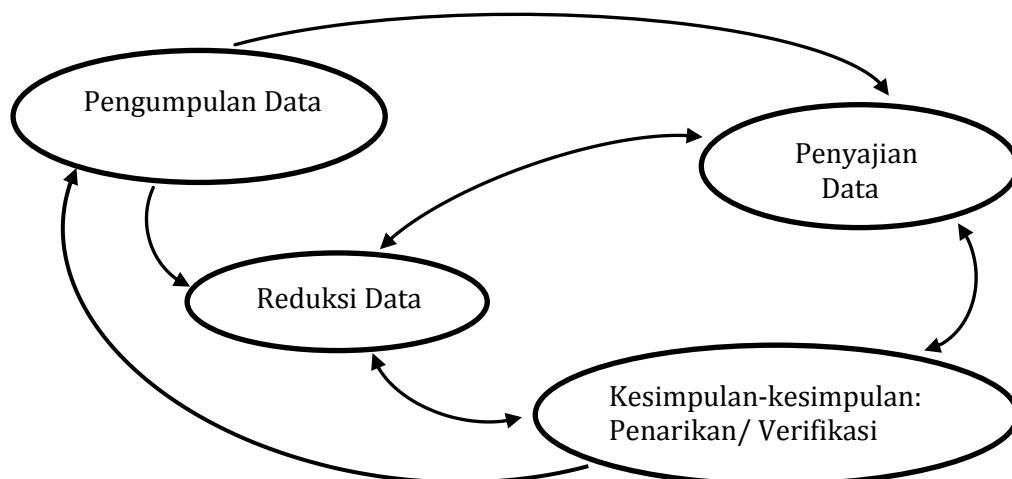 Pengumpulan Data
Penyajian
Data
Reduksi Data
Kesimpulan-kesimpulan:
Penarikan/ Verifikasi